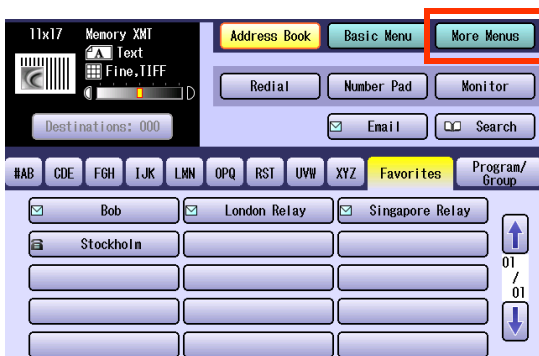 11x17 Memory XMT
A Text
Fine,TIFF
Destinations: 000
Address Book Basic Menu More Menus
Redial Number Pad Monitor
Email Search
#AB CDE FGH IJK LMN OPQ RST UVW XYZ Favorites Program/
Group
Bob London Relay Singapore Relay
Stockholm
01
/
01